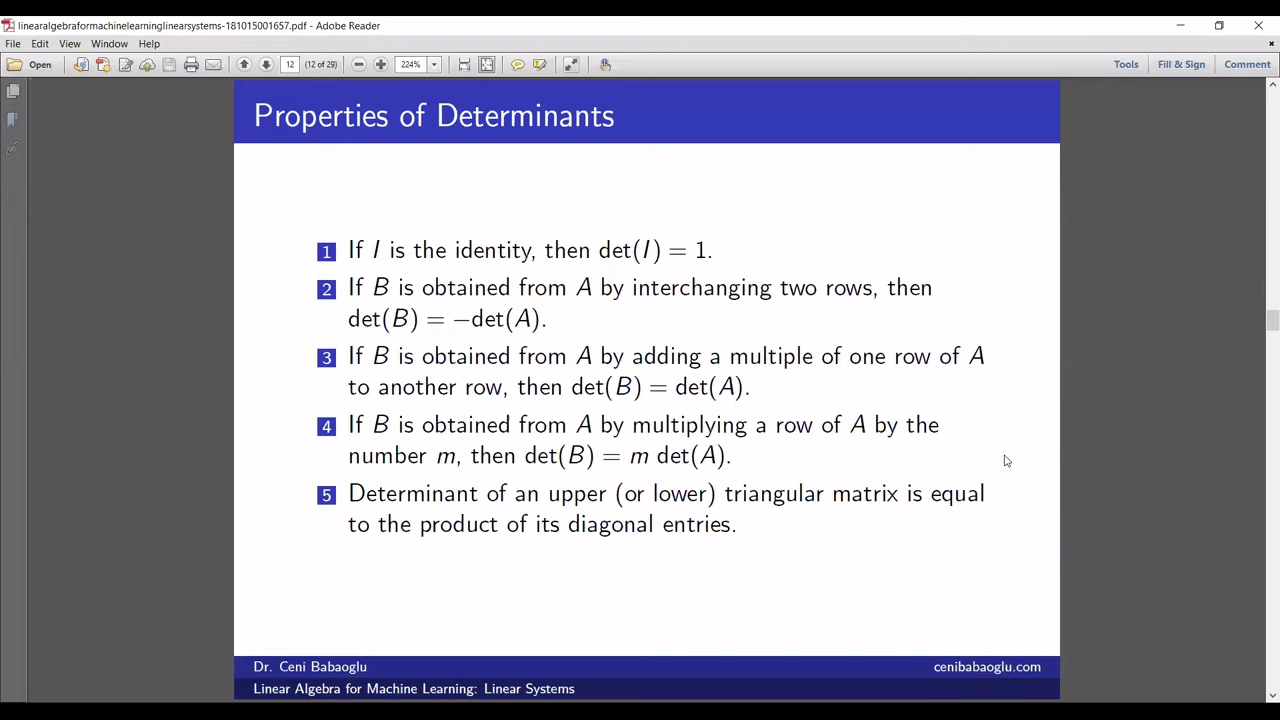 linearalgebraformachinelearninglinearsystems-181015001657.pdf - Adobe Reader
File Edit View Window Help
Open 12 (12 of 29) 224% Tools Fill & Sign Comment
Properties of Determinants
1 If I is the identity, then det(I) = 1.
2 If B is obtained from A by interchanging two rows, then
det(B) = −det(A).
3 If B is obtained from A by adding a multiple of one row of A
to another row, then det(B) = det(A).
4 If B is obtained from A by multiplying a row of A by the
number m, then det(B) = m det(A).
5 Determinant of an upper (or lower) triangular matrix is equal
to the product of its diagonal entries.
Dr. Ceni Babaoglu cenibabaoglu.com
Linear Algebra for Machine Learning: Linear Systems